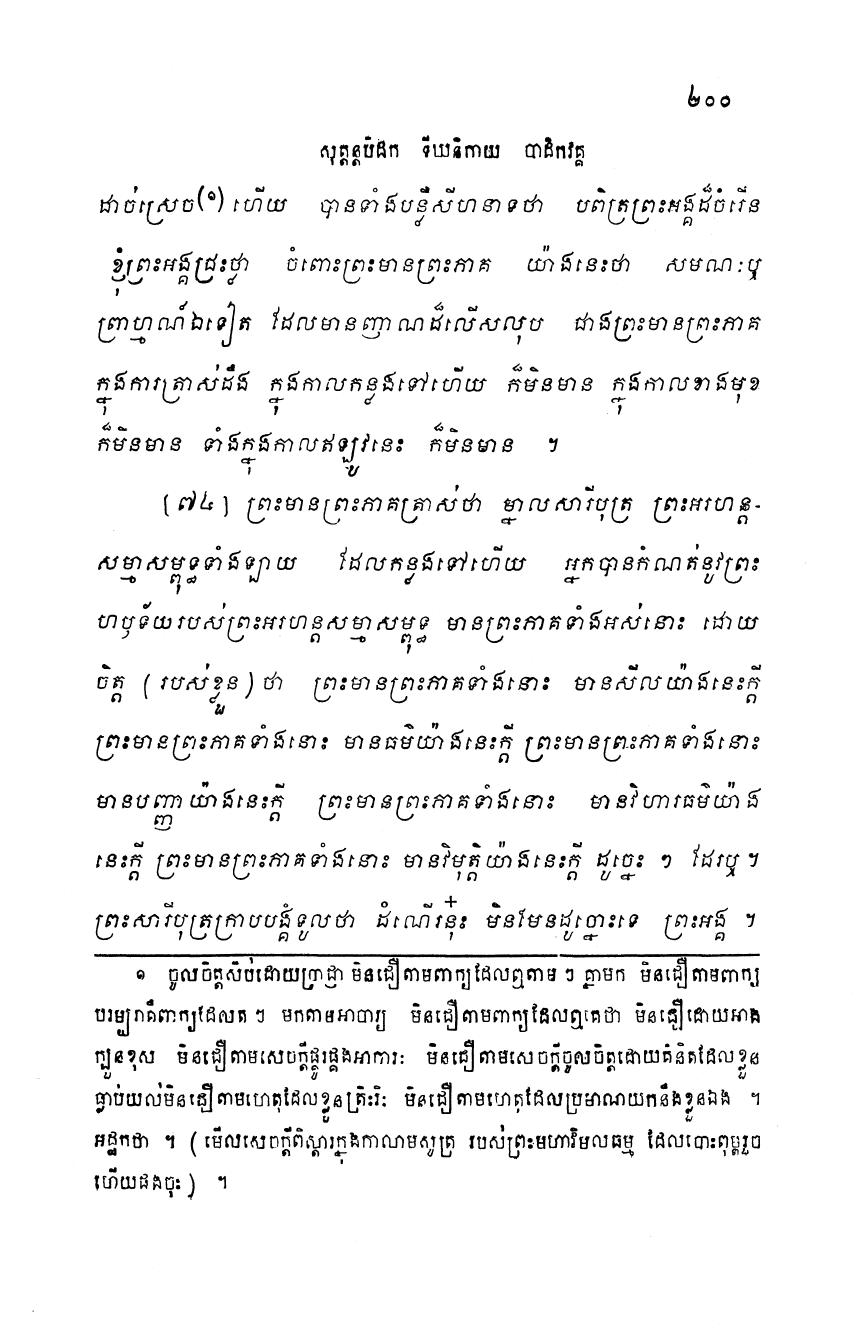 ២០០
សុត្តន្តបិដក ទីឃនិកាយ បាដិកវគ្គ
ដាច់ស្រេច(១) ហើយ បានទាំងបន្លឺសីហនាទថា បពិត្រព្រះអង្គដ៏ចំរើន
ខ្ញុំព្រះអង្គជ្រះថ្លា ចំពោះព្រះមានព្រះភាគ យ៉ាងនេះថា សមណៈឬ
ព្រាហ្មណ៍ឯទៀត ដែលមានញាណដ៏លើសលុប ជាងព្រះមានព្រះភាគ
ក្នុងការត្រាស់ដឹង ក្នុងកាលកន្លងទៅហើយ ក៏មិនមាន ក្នុងកាលខាងមុខ
ក៏មិនមាន ទាំងក្នុងកាលឥឡូវនេះ ក៏មិនមាន ។
(៧៤) ព្រះមានព្រះភាគត្រាស់ថា ម្នាលសារីបុត្រ ព្រះអរហន្ត-
សម្មាសម្ពុទ្ធទាំងឡាយ ដែលកន្លងទៅហើយ អ្នកបានកំណត់នូវព្រះ
ហឫទ័យរបស់ព្រះអរហន្តសម្មាសម្ពុទ្ធ មានព្រះភាគទាំងអស់នោះ ដោយ
ចិត្ត (របស់ខ្លួន) ថា ព្រះមានព្រះភាគទាំងនោះ មានសីលយ៉ាងនេះក្តី
ព្រះមានព្រះភាគទាំងនោះ មានធម៌យ៉ាងនេះក្តី ព្រះមានព្រះភាគទាំងនោះ
មានបញ្ញាយ៉ាងនេះក្តី ព្រះមានព្រះភាគទាំងនោះ មានវិហារធម៌យ៉ាង
នេះក្តី ព្រះមានព្រះភាគទាំងនោះ មានវិមុត្តិយ៉ាងនេះក្តី ដូច្នេះ ៗ ដែរឬ ។
ព្រះសារីបុត្រក្រាបបង្គំទូលថា ដំណើរនុ៎ះ មិនមែនដូច្នោះទេ ព្រះអង្គ ។
១ ចូលចិត្តស៊ប់ដោយប្រាជ្ញា មិនជឿតាមពាក្យដែលឮតាម ៗ គ្នាមក មិនជឿតាមពាក្យ
បរម្បរាគឺពាក្យដែលត ៗ មកតាមអាចារ្យ មិនជឿតាមពាក្យដែលឮគេថា មិនជឿដោយអាង
ក្បួនខុស មិនជឿតាមសេចក្តីផ្គូរផ្គងអាការៈ មិនជឿតាមសេចក្តីចូលចិត្តដោយគំនិតដែលខ្លួន
ធ្លាប់យល់មិនជឿតាមហេតុដែលខ្លួនត្រិះរិះ មិនជឿតាមហេតុដែលប្រមាណយកនឹងខ្លួនឯង ។
អដ្ឋកថា ។ (មើលសេចក្តីពិស្តារក្នុងកាលាមសូត្រ របស់ព្រះមហាវិមលធម្ម ដែលបោះពុម្ពរួច
ហើយផងចុះ) ។